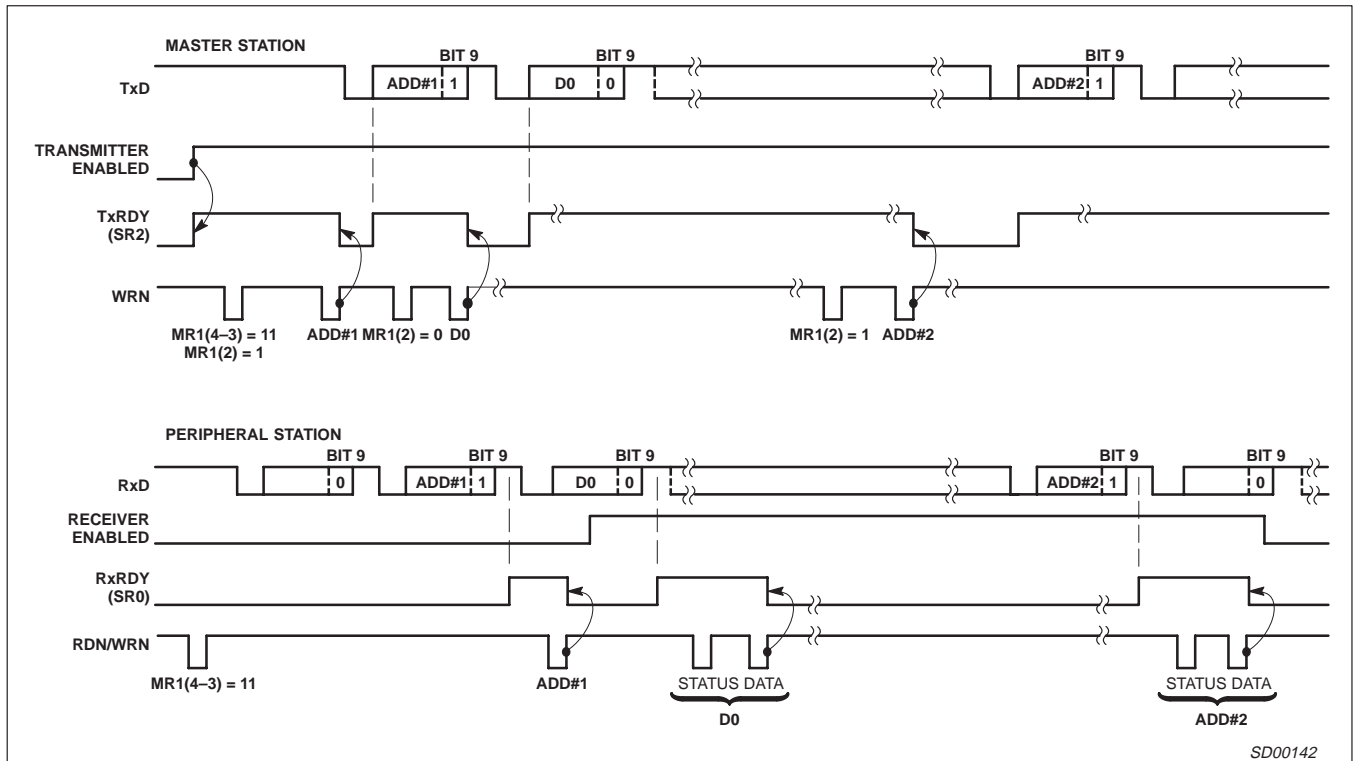 MASTER STATION
BIT 9 BIT 9 BIT 9
TxD ADD#1 1 D0 0 ADD#2 1
TRANSMITTER
ENABLED
TxRDY
(SR2)
WRN
MR1(4–3) = 11 ADD#1 MR1(2) = 0 D0 MR1(2) = 1 ADD#2
MR1(2) = 1
PERIPHERAL STATION
BIT 9 BIT 9 BIT 9 BIT 9 BIT 9
RxD 0 ADD#1 1 D0 0 ADD#2 1 0
RECEIVER
ENABLED
RxRDY
(SR0)
RDN/WRN
MR1(4–3) = 11 ADD#1 STATUS DATA STATUS DATA
D0 ADD#2
SD00142